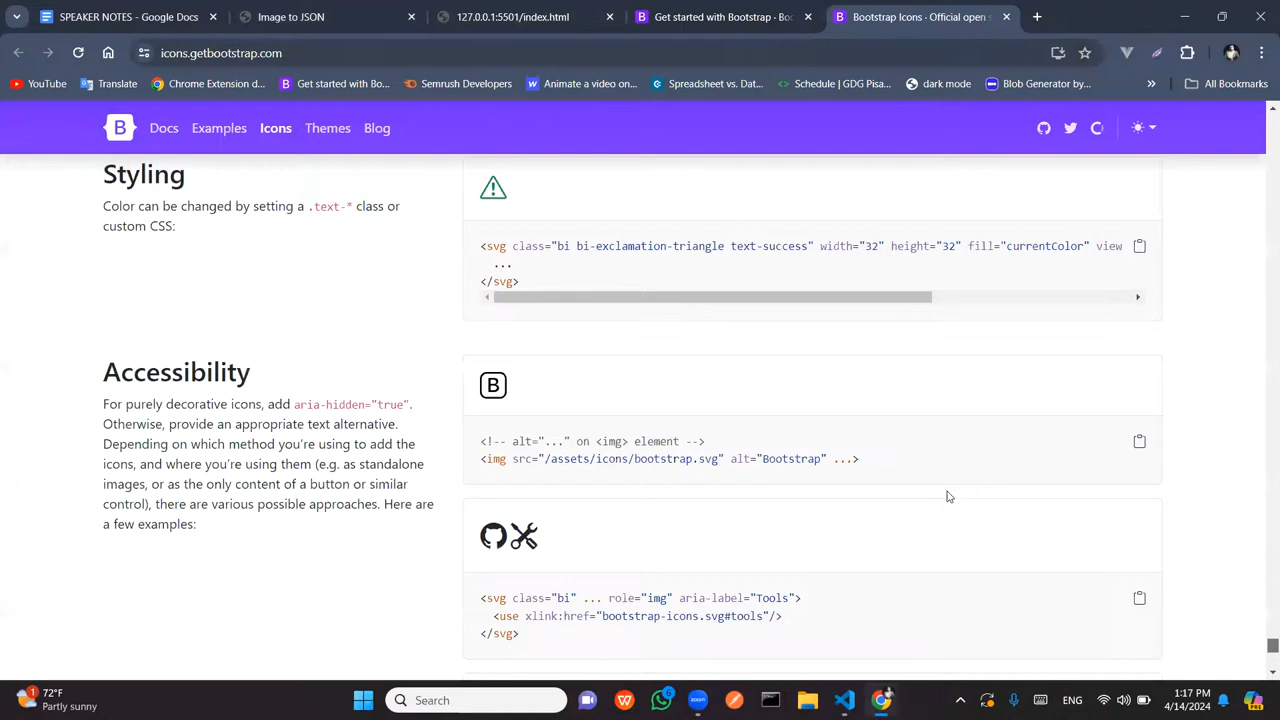 SPEAKER NOTES - Google Docs
Image to JSON
127.0.0.1:5501/index.html
Get started with Bootstrap · Boo
Bootstrap Icons · Official open s
icons.getbootstrap.com
YouTube
Translate
Chrome Extension d...
Get started with Bo...
Semrush Developers
Animate a video on...
Spreadsheet vs. Dat...
Schedule | GDG Pisa...
dark mode
Blob Generator by...
All Bookmarks
B
Docs
Examples
Icons
Themes
Blog
Styling
Color can be changed by setting a .text-* class or
custom CSS:
<svg class="bi bi-exclamation-triangle text-success" width="32" height="32" fill="currentColor" view
...
</svg>
Accessibility
For purely decorative icons, add aria-hidden="true".
Otherwise, provide an appropriate text alternative.
Depending on which method you're using to add the
icons, and where you're using them (e.g. as standalone
images, or as the only content of a button or similar
control), there are various possible approaches. Here are
a few examples:
B
<!-- alt="..." on <img> element -->
<img src="/assets/icons/bootstrap.svg" alt="Bootstrap" ...>
<svg class="bi" ... role="img" aria-label="Tools">
<use xlink:href="bootstrap-icons.svg#tools"/>
</svg>
1
72°F
Partly sunny
Search
6
ENG
1:17 PM
4/14/2024